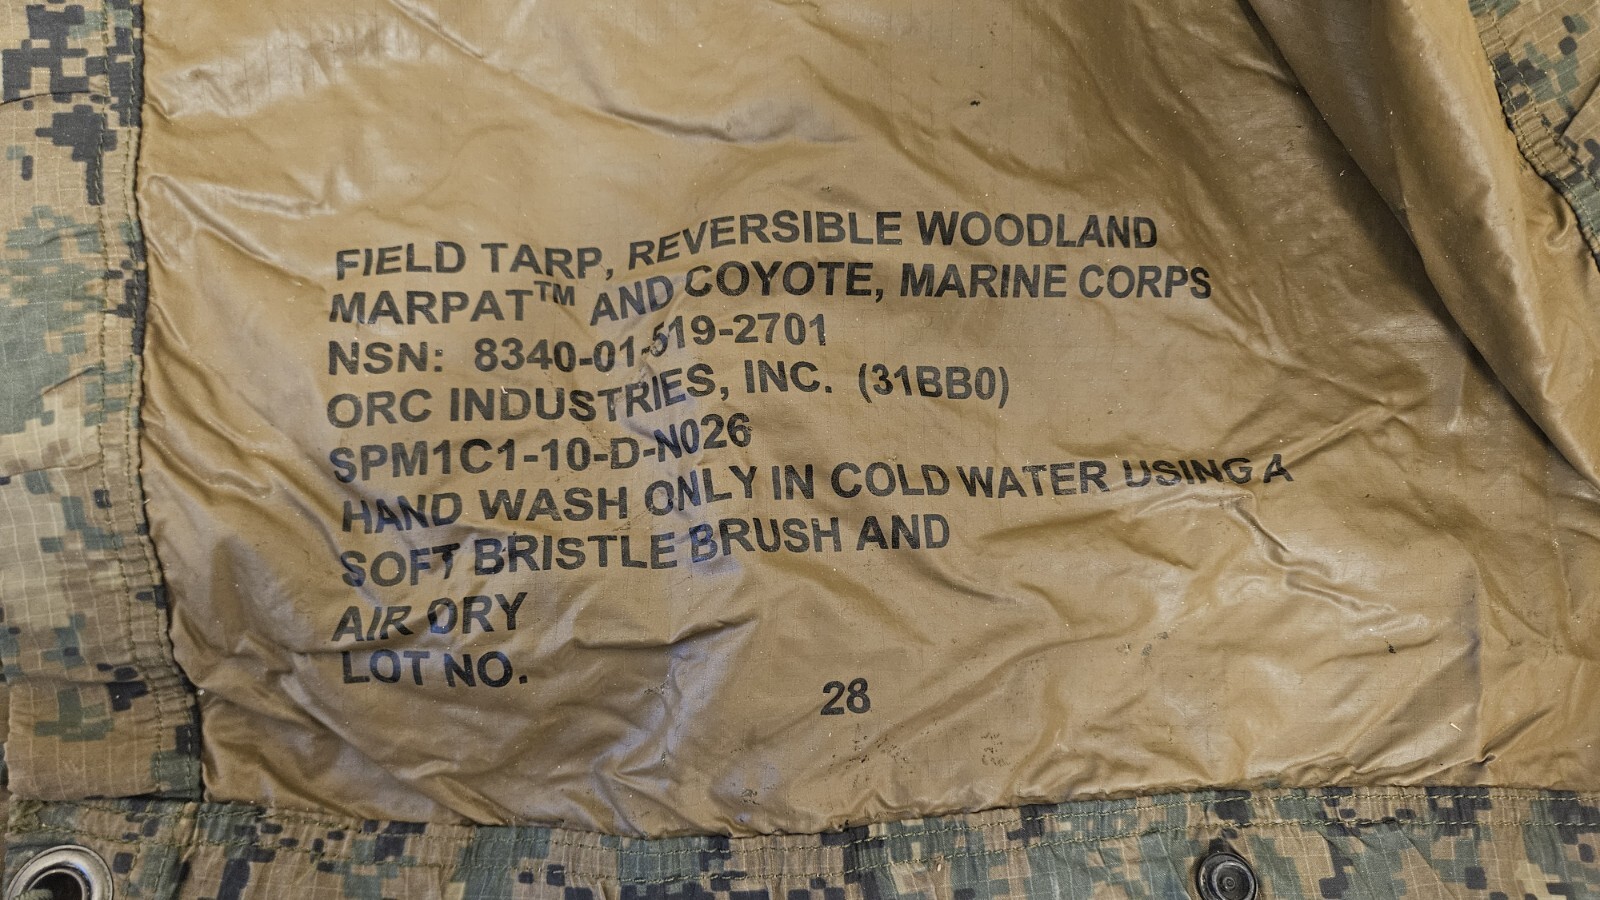 FIELD TARP, REVERSIBLE WOODLAND
MARPAT™ AND COYOTE, MARINE CORPS
NSN: 8340-01-519-2701
ORC INDUSTRIES, INC. (31BB0)
SPM1C1-10-D-N026
HAND WASH ONLY IN COLD WATER USING A
SOFT BRISTLE BRUSH AND
AIR DRY
LOT NO. 28